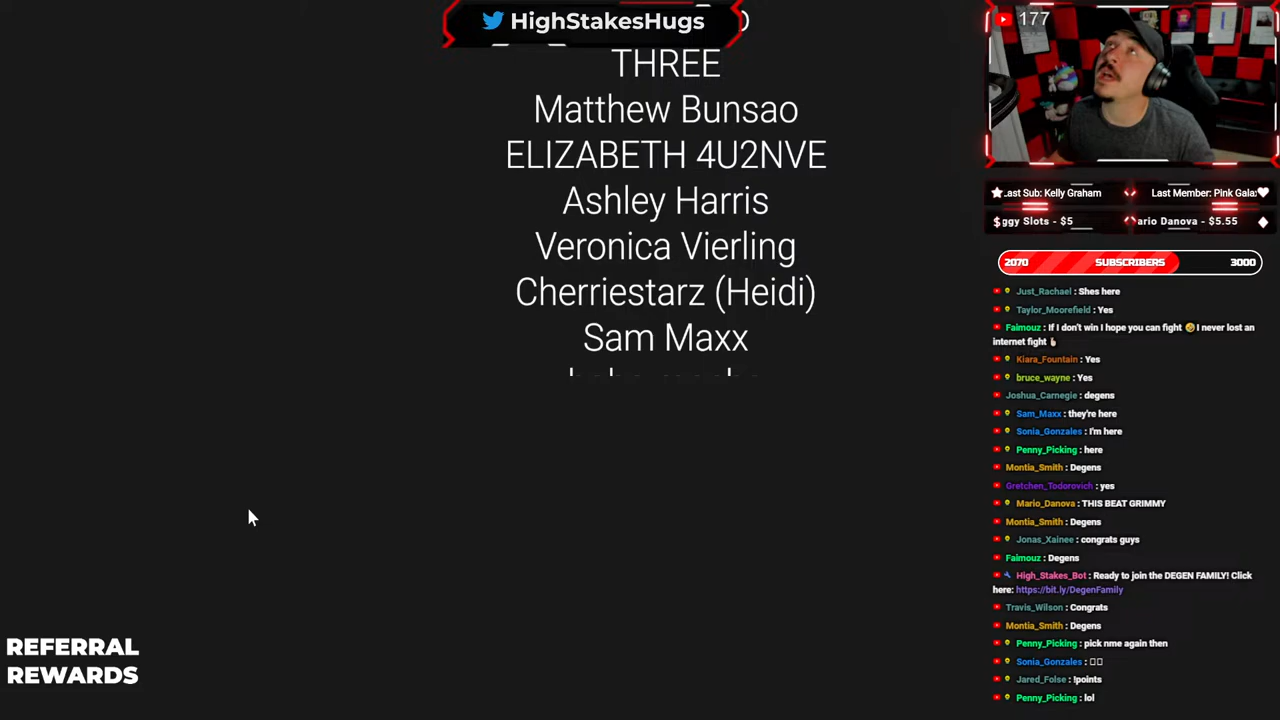 HighStakesHugs
THREE
Matthew Bunsao
ELIZABETH 4U2NVE
Ashley Harris
Veronica Vierling
Cherriestarz (Heidi)
Sam Maxx
REFERRAL
REWARDS
177
Last Sub: Kelly Graham
Last Member: Pink Gala
ggy Slots - $5
ario Danova - $5.55
2070 SUBSCRIBERS 3000
Just_Rachael : Shes here
Taylor_Moorefield : Yes
Faimouz : If I don't win I hope you can fight 🤣I never lost an
internet fight ☝🏻
Kiara_Fountain : Yes
bruce_wayne : Yes
Joshua_Carnegie : degens
Sam_Maxx : they're here
Sonia_Gonzales : I'm here
Penny_Picking : here
Montia_Smith : Degens
Gretchen_Todorovich : yes
Mario_Danova : THIS BEAT GRIMMY
Montia_Smith : Degens
Jonas_Xainee : congrats guys
Faimouz : Degens
High_Stakes_Bot : Ready to join the DEGEN FAMILY! Click
here: https://bit.ly/DegenFamily
Travis_Wilson : Congrats
Montia_Smith : Degens
Penny_Picking : pick nme again then
Sonia_Gonzales : 
Jared_Folse : !points
Penny_Picking : lol